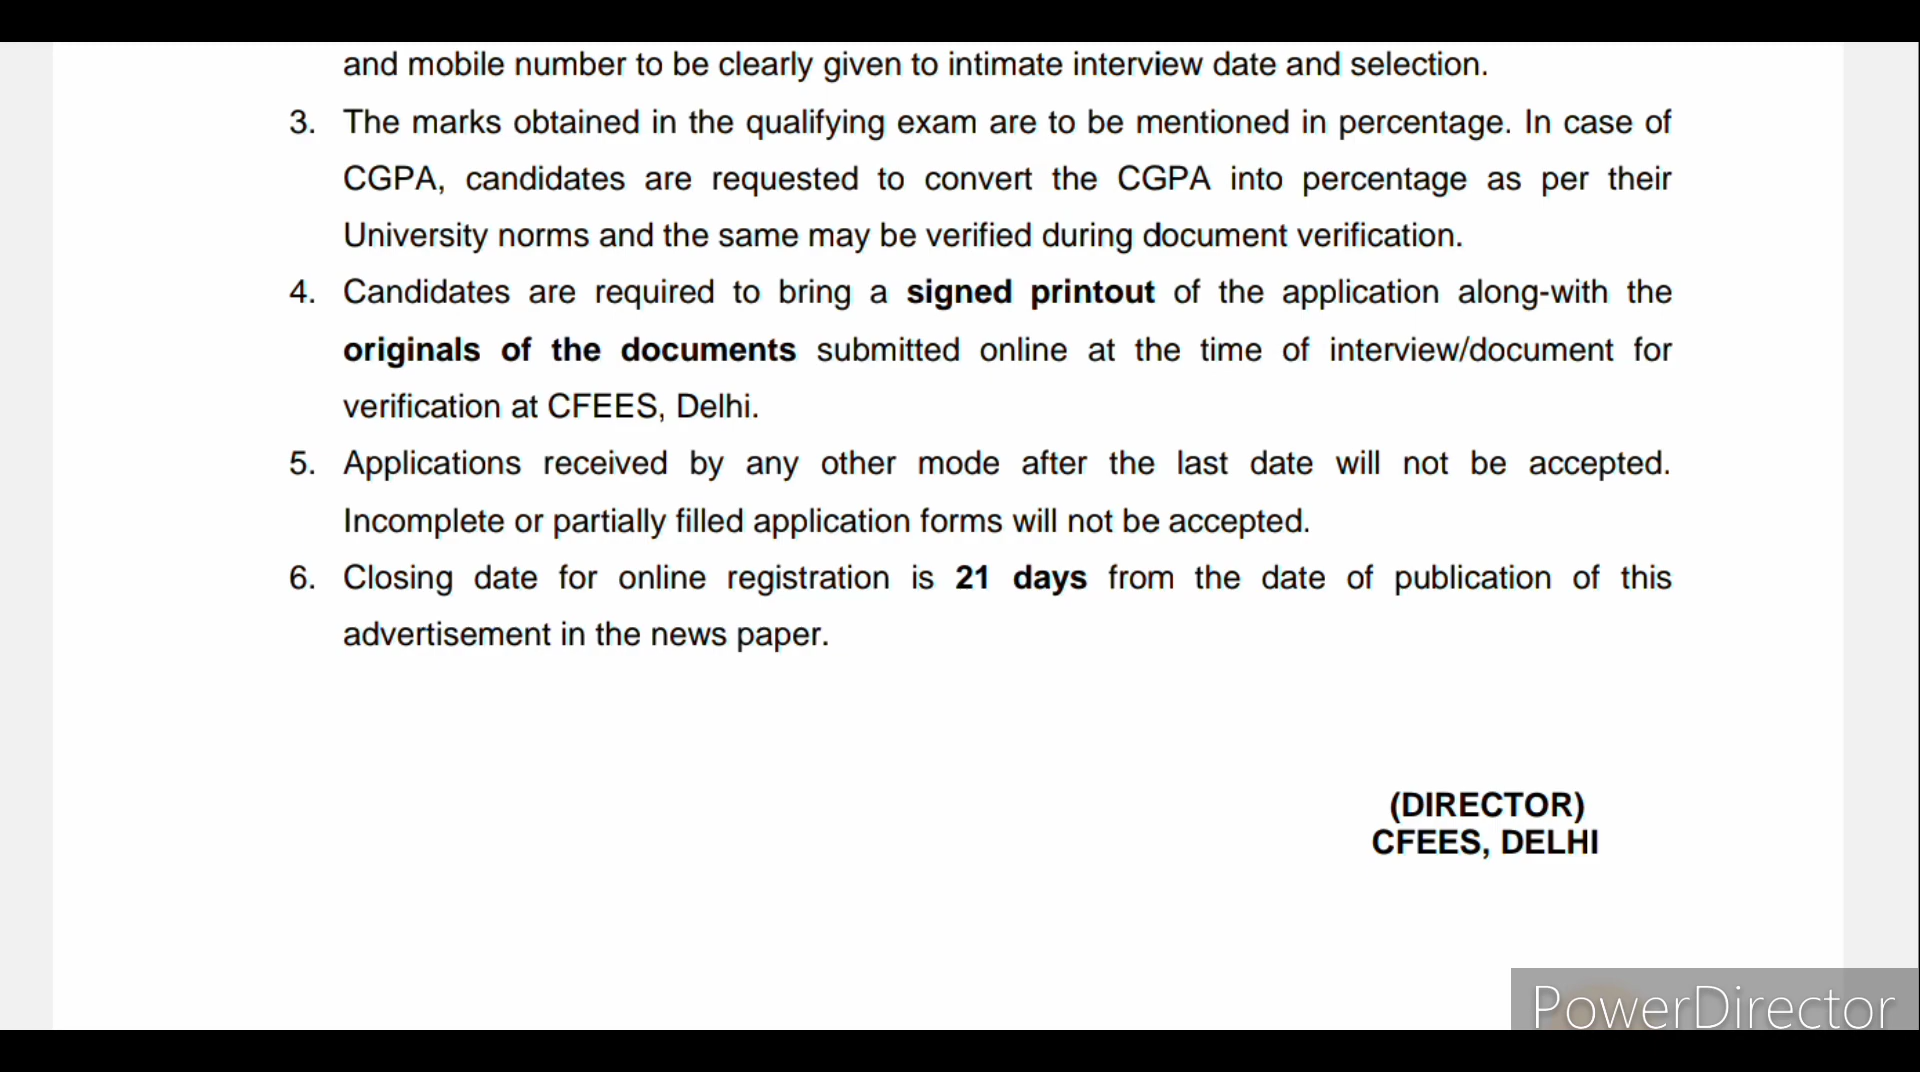 and mobile number to be clearly given to intimate interview date and selection.
3. The marks obtained in the qualifying exam are to be mentioned in percentage. In case of
CGPA, candidates are requested to convert the CGPA into percentage as per their
University norms and the same may be verified during document verification.
4. Candidates are required to bring a signed printout of the application along-with the
originals of the documents submitted online at the time of interview/document for
verification at CFEES, Delhi.
5. Applications received by any other mode after the last date will not be accepted.
Incomplete or partially filled application forms will not be accepted.
6. Closing date for online registration is 21 days from the date of publication of this
advertisement in the news paper.
(DIRECTOR)
CFEES, DELHI
PowerDirector